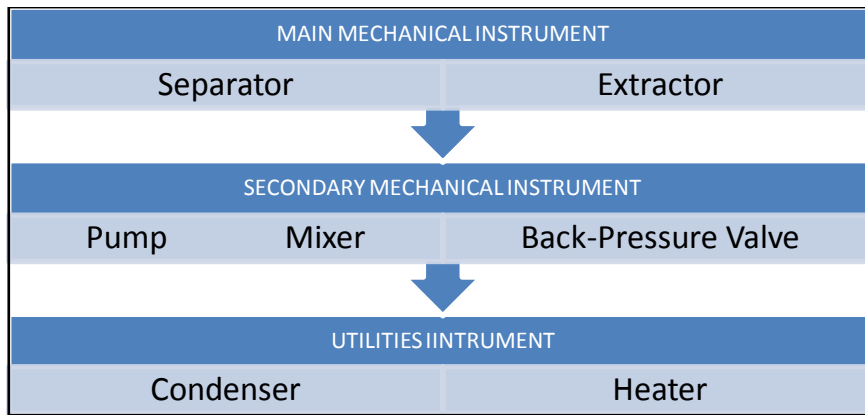 MAIN MECHANICAL INSTRUMENT
Separator Extractor
SECONDARY MECHANICAL INSTRUMENT
Pump Mixer Back-Pressure Valve
UTILITIES IINTRUMENT
Condenser Heater